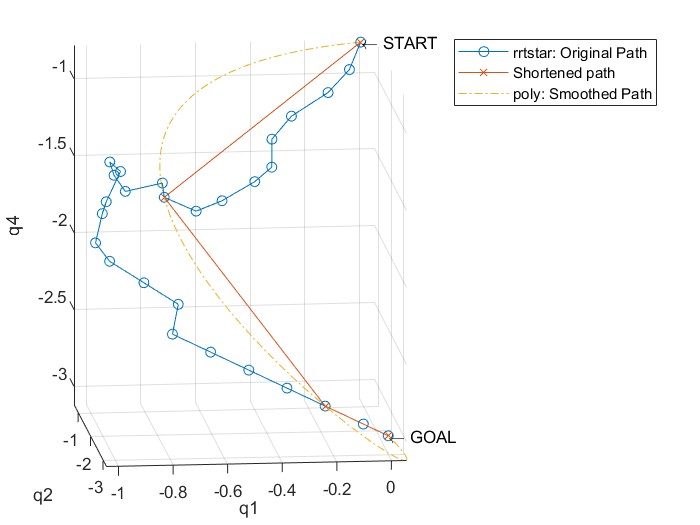 START
rrtstar: Original Path
Shortened path
poly: Smoothed Path
-1
-1.5
-2
-2.5
-3
q4
GOAL
-1
-2
-3
q2
-1
-0.8
-0.6
-0.4
-0.2
0
q1